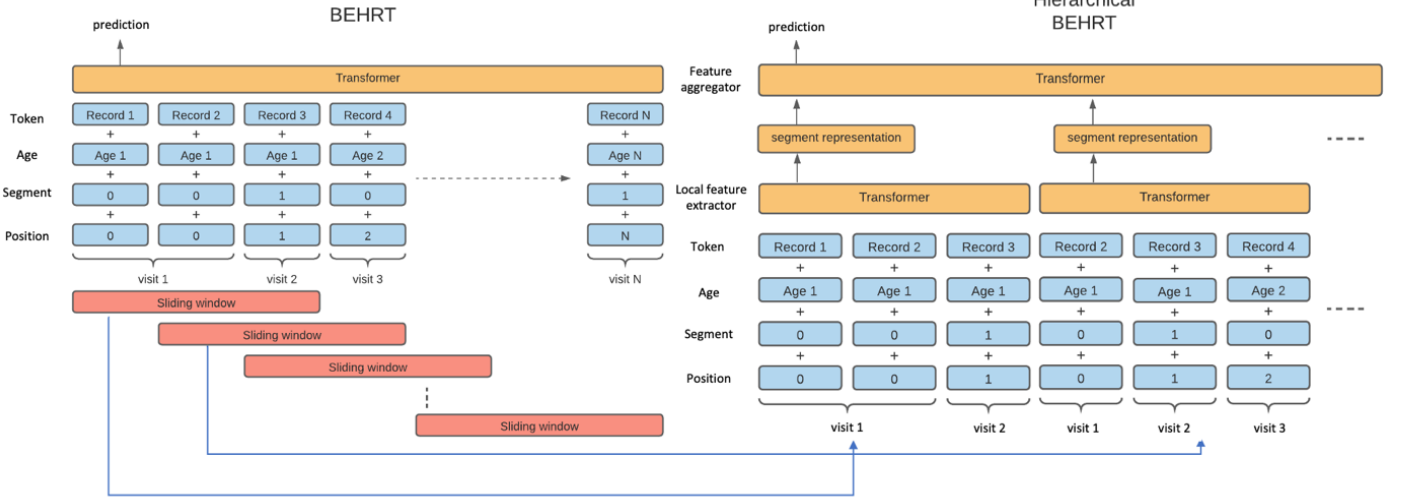 BEHRT
prediction
Transformer
Token Record 1 Record 2 Record 3 Record 4 Record N
+ + + + +
Age Age 1 Age 1 Age 1 Age 2 Age N
+ + + + +
Segment 0 0 1 0 1
+ + + + +
Position 0 0 1 2 N
visit 1 visit 2 visit 3 visit N
Sliding window
Sliding window
Sliding window
Sliding window
Hierarchical
BEHRT
prediction
Feature
aggregator
Transformer
segment representation segment representation
Local feature
extractor
Transformer Transformer
Token Record 1 Record 2 Record 3 Record 2 Record 3 Record 4
+ + + + + +
Age Age 1 Age 1 Age 1 Age 1 Age 1 Age 2
+ + + + + +
Segment 0 0 1 0 1 0
+ + + + + +
Position 0 0 1 0 1 2
visit 1 visit 2 visit 1 visit 2 visit 3